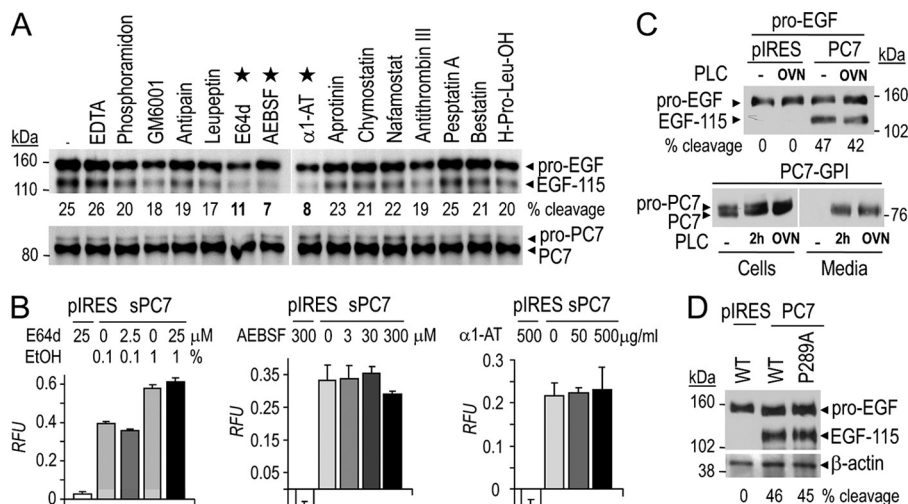 A
- EDTA Phosphoramidon GM6001 Antipain Leupeptin E64d AEBSF α1-AT Aprotinin Chymostatin Nafamostat Antithrombin III Pesptatin A Bestatin H-Pro-Leu-OH
★ ★ ★
kDa
160
110
pro-EGF
EGF-115
pro-EGF
EGF-115
25 26 20 18 19 17 11 7 8 23 21 22 19 25 21 20 % cleavage
80
pro-PC7
PC7
B
pIRES sPC7
E64d 25 0 2.5 0 25 μM
EtOH 0.1 0.1 1 1 %
RFU
0.6
0.4
0.2
0
pIRES sPC7
AEBSF 300 0 3 30 300 μM
RFU
0.35
0.25
0.15
0.05
pIRES sPC7
α1-AT 500 0 50 500 μg/ml
RFU
0.3
0.2
0.1
0
C
pro-EGF
pIRES PC7 kDa
PLC - OVN - OVN
pro-EGF 160
EGF-115 102
% cleavage 0 0 47 42
PC7-GPI
pro-PC7
PC7 76
PLC - 2h OVN - 2h OVN
Cells Media
D
pIRES PC7
WT WT P289A
kDa
160 pro-EGF
102 EGF-115
38 β-actin
0 46 45 % cleavage